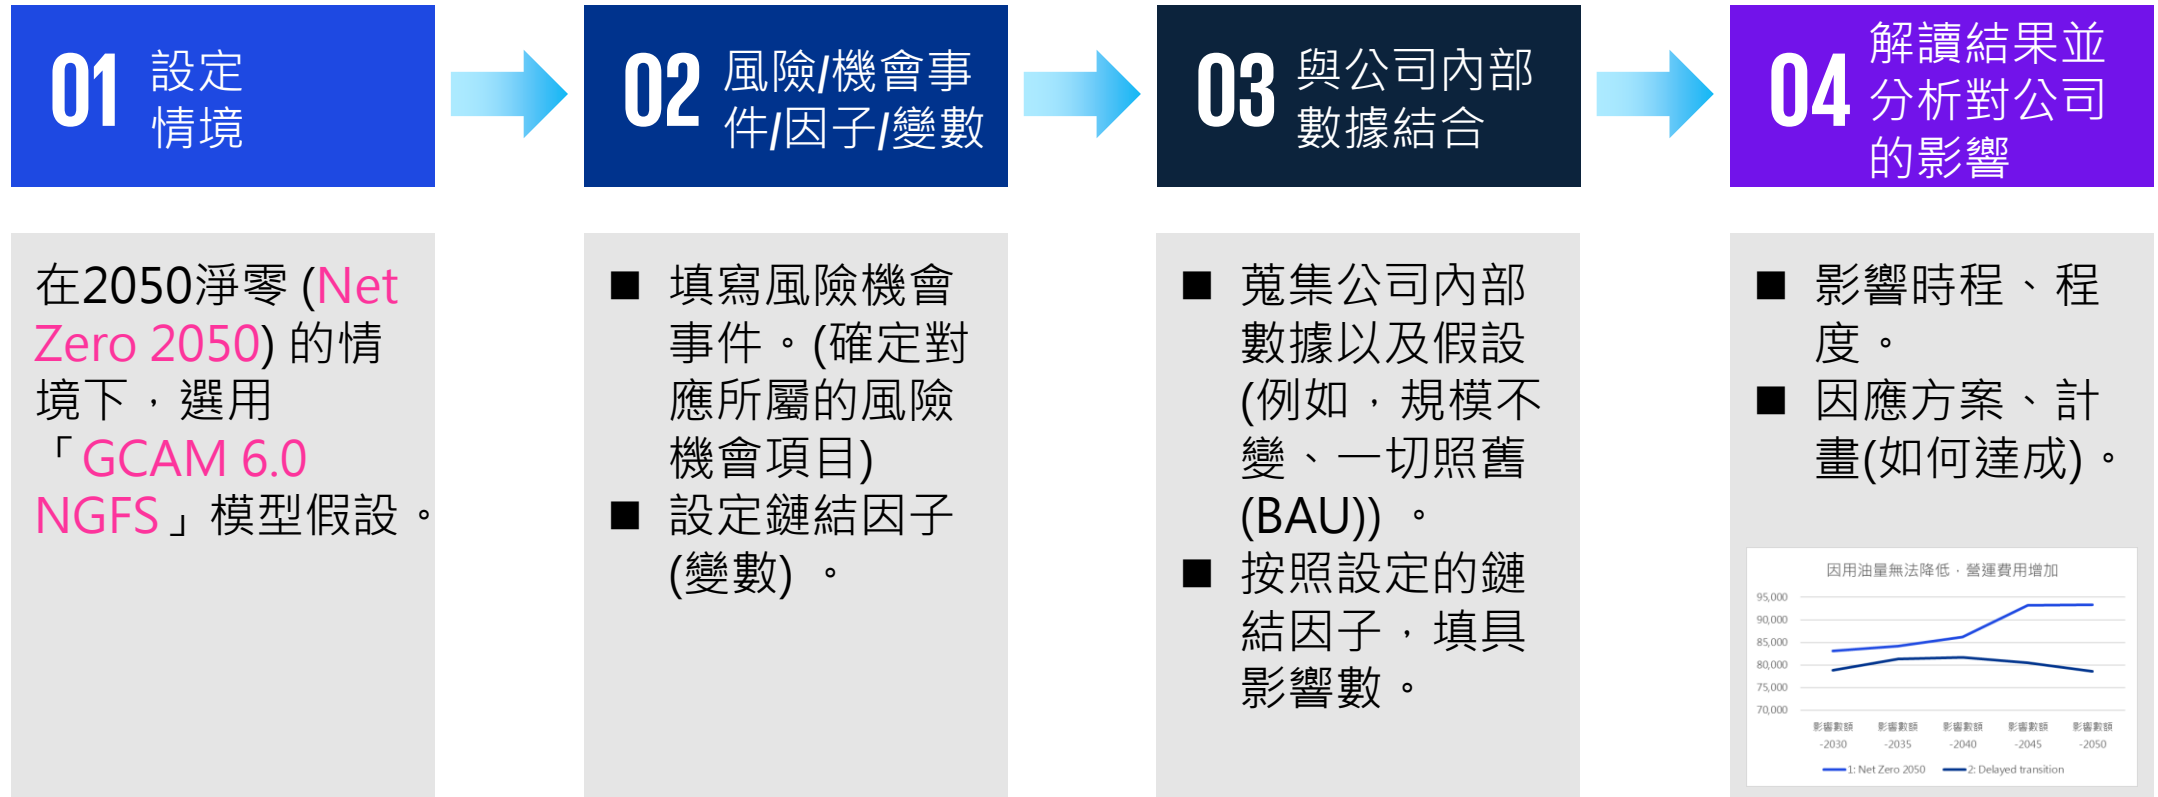 01
設定
情境
02
風險/機會事
件/因子/變數
03
與公司內部
數據結合
04
解讀結果並
分析對公司
的影響
在2050淨零 (Net
Zero 2050) 的情
境下，選用
「GCAM 6.0
NGFS」模型假設。
■ 填寫風險機會
事件。(確定對
應所屬的風險
機會項目)
■ 設定鏈結因子
(變數) 。
■ 蒐集公司內部
數據以及假設
(例如，規模不
變、一切照舊
(BAU)) 。
■ 按照設定的鏈
結因子，填具
影響數。
■ 影響時程、程
度。
■ 因應方案、計
畫(如何達成)。
因用油量無法降低，營運費用增加
95,000
90,000
85,000
80,000
75,000
70,000
影響數額 影響數額 影響數額 影響數額 影響數額
-2030 -2035 -2040 -2045 -2050
1: Net Zero 2050 2: Delayed transition